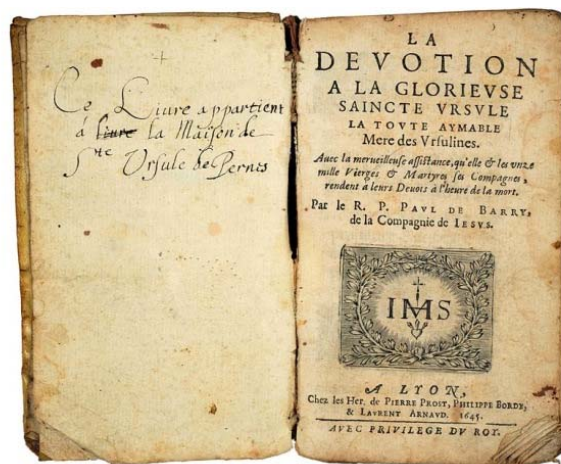 Ce Liure appartient
á liure la Maison de
Ste Ursule de Pernes
LA
DEVOTION
A LA GLORIEVSE
SAINCTE VRSVLE
LA TOVTE AYMABLE
Mere des Vrsulines.
Auec la merueilleuse assistance, qu'elle & les vnze
mille Vierges & Martyres ses Compagnes,
rendent à leurs Deuots à l'heure de la mort.
Par le R. P. PAVL DE BARRY,
de la Compagnie de IESVS.
IMS
A LYON,
Chez les Her. de PIERRE PROST, PHILIPPE BORDE,
& LAVRENT ARNAVD. 1645.
AVEC PRIVILEGE DV ROY.